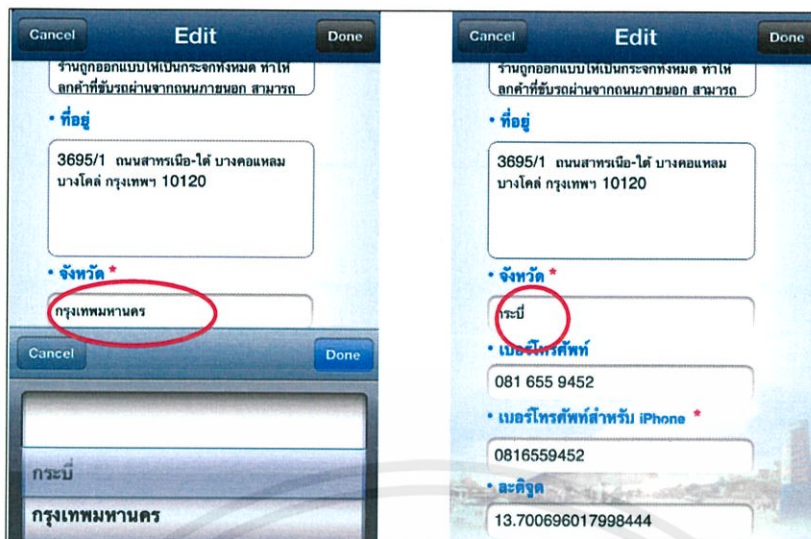 Cancel Edit Done
ร้านถูกออกแบบให้เป็นกระจกทั้งหมด ทำให้
ลูกค้าที่ขับรถผ่านจากถนนภายนอก สามารถ
• ที่อยู่
3695/1 ถนนสาทรเนือ-ใต้ บางคอแหลม
บางโคล่ กรุงเทพฯ 10120
• จังหวัด *
กรุงเทพมหานคร
Cancel Done
กระบี่
กรุงเทพมหานคร
Cancel Edit Done
ร้านถูกออกแบบให้เป็นกระจกทั้งหมด ทำให้
ลูกค้าที่ขับรถผ่านจากถนนภายนอก สามารถ
• ที่อยู่
3695/1 ถนนสาทรเนือ-ใต้ บางคอแหลม
บางโคล่ กรุงเทพฯ 10120
• จังหวัด *
กระบี่
• เบอร์โทรศัพท์
081 655 9452
• เบอร์โทรศัพท์สำหรับ iPhone *
0816559452
• ละติจูด
13.700696017998444